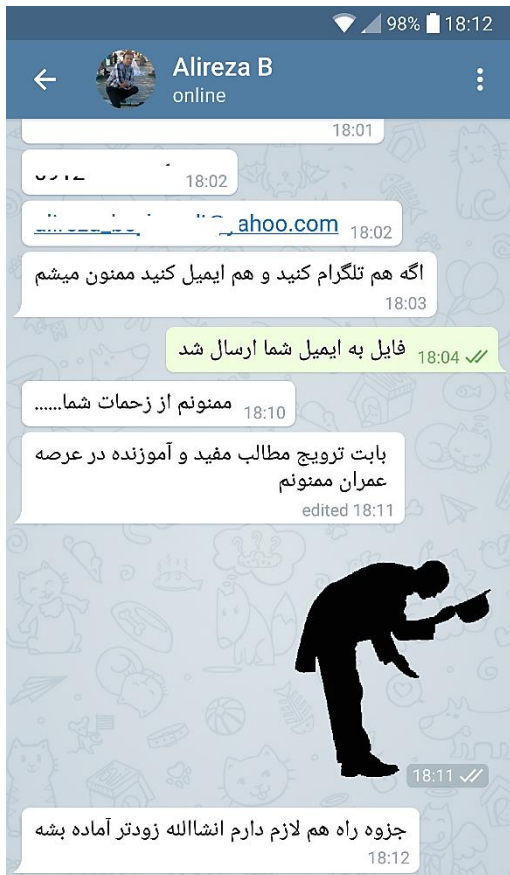 98% 18:12
Alireza B
online
18:01
18:02
ahoo.com 18:02
اگه هم تلگرام کنید و هم ایمیل کنید ممنون میشم
18:03
فایل به ایمیل شما ارسال شد 18:04
ممنونم از زحمات شما...... 18:10
بابت ترویج مطالب مفید و آموزنده در عرصه
عمران ممنونم
edited 18:11
18:11
جزوه راه هم لازم دارم انشاالله زودتر آماده بشه
18:12